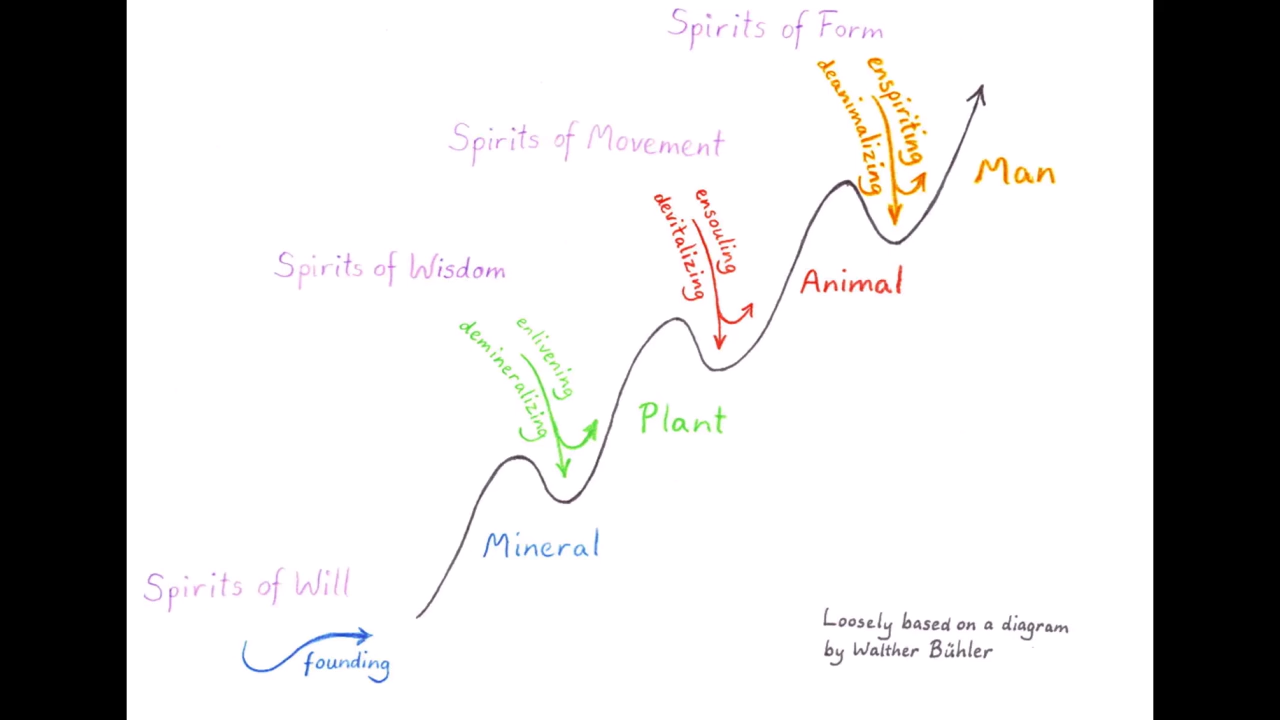 Spirits of Form
enspiriting
deanimalizing
Man
Spirits of Movement
ensouling
devitalizing
Animal
Spirits of Wisdom
enlivening
demineralizing
Plant
Mineral
Spirits of Will
founding
Loosely based on a diagram
by Walther Bühler